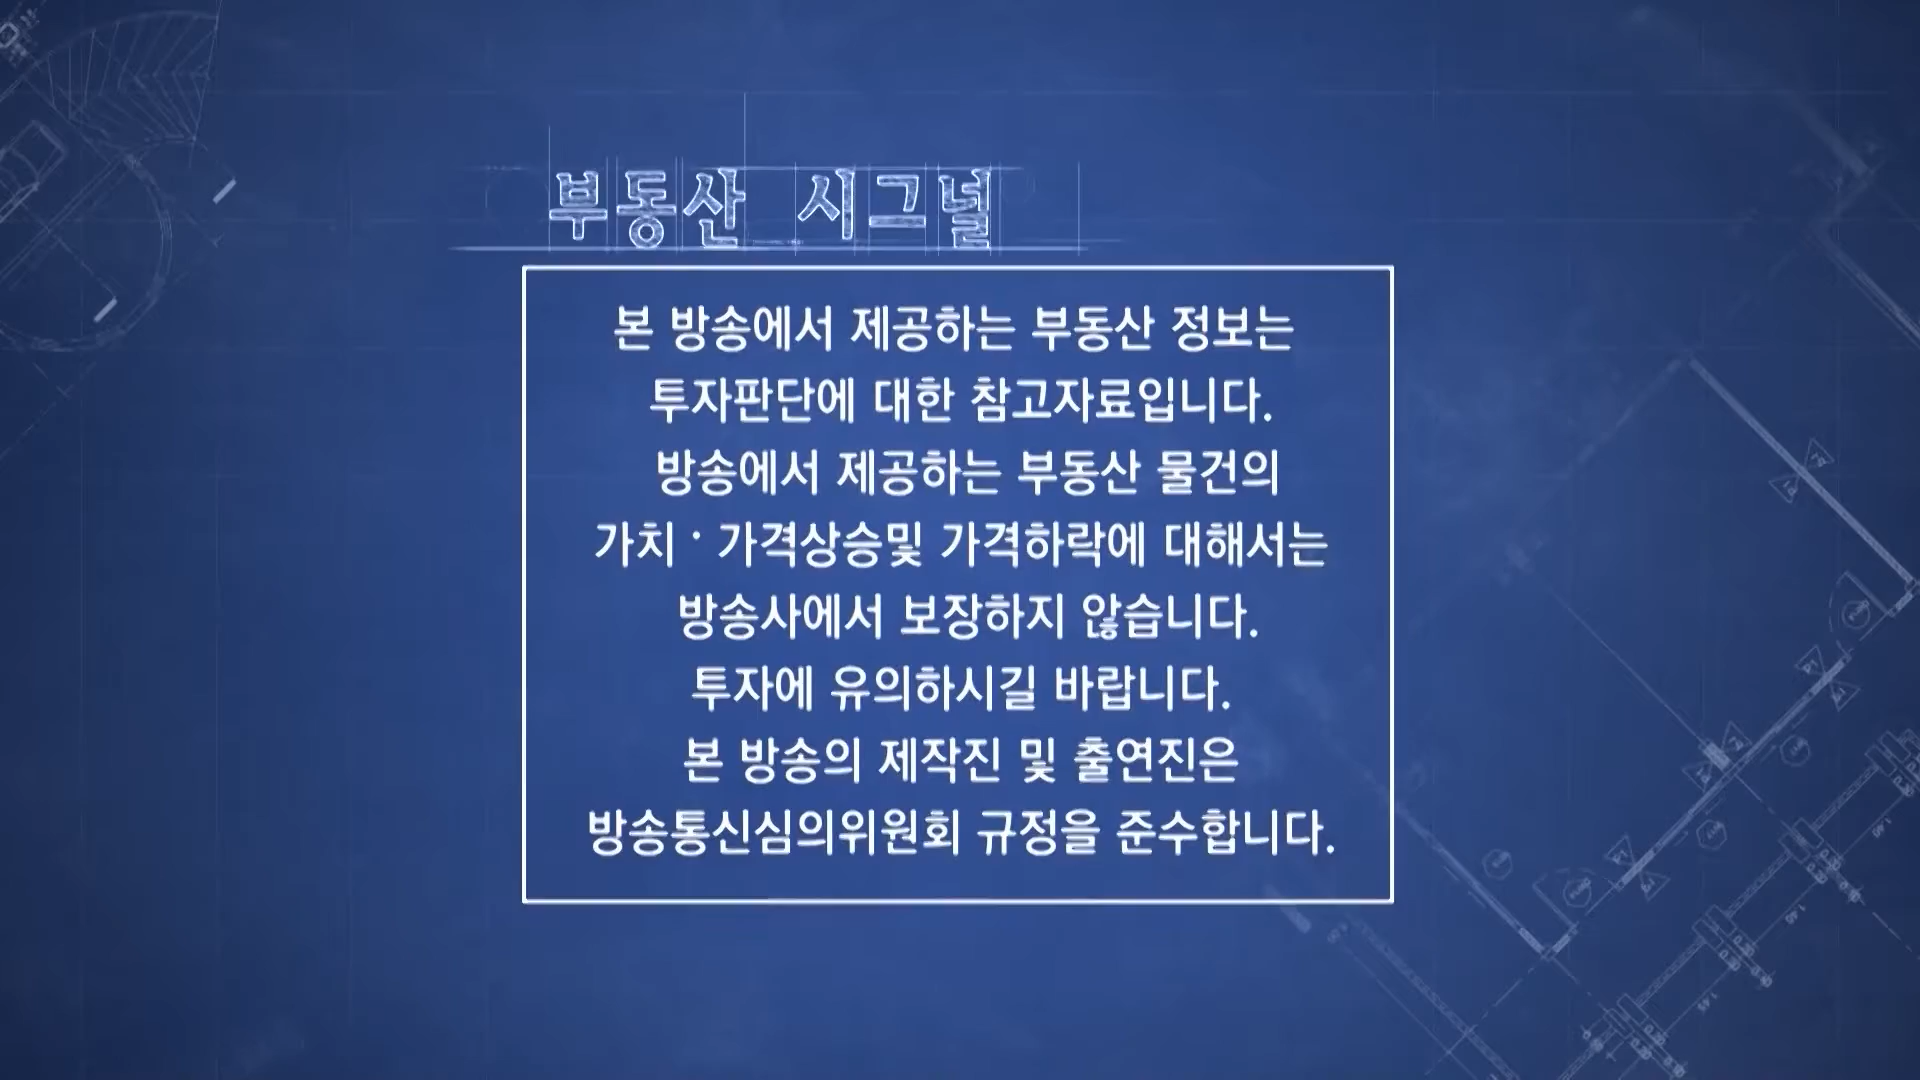 부동산 시그널
본 방송에서 제공하는 부동산 정보는
투자판단에 대한 참고자료입니다.
방송에서 제공하는 부동산 물건의
가치 · 가격상승및 가격하락에 대해서는
방송사에서 보장하지 않습니다.
투자에 유의하시길 바랍니다.
본 방송의 제작진 및 출연진은
방송통신심의위원회 규정을 준수합니다.